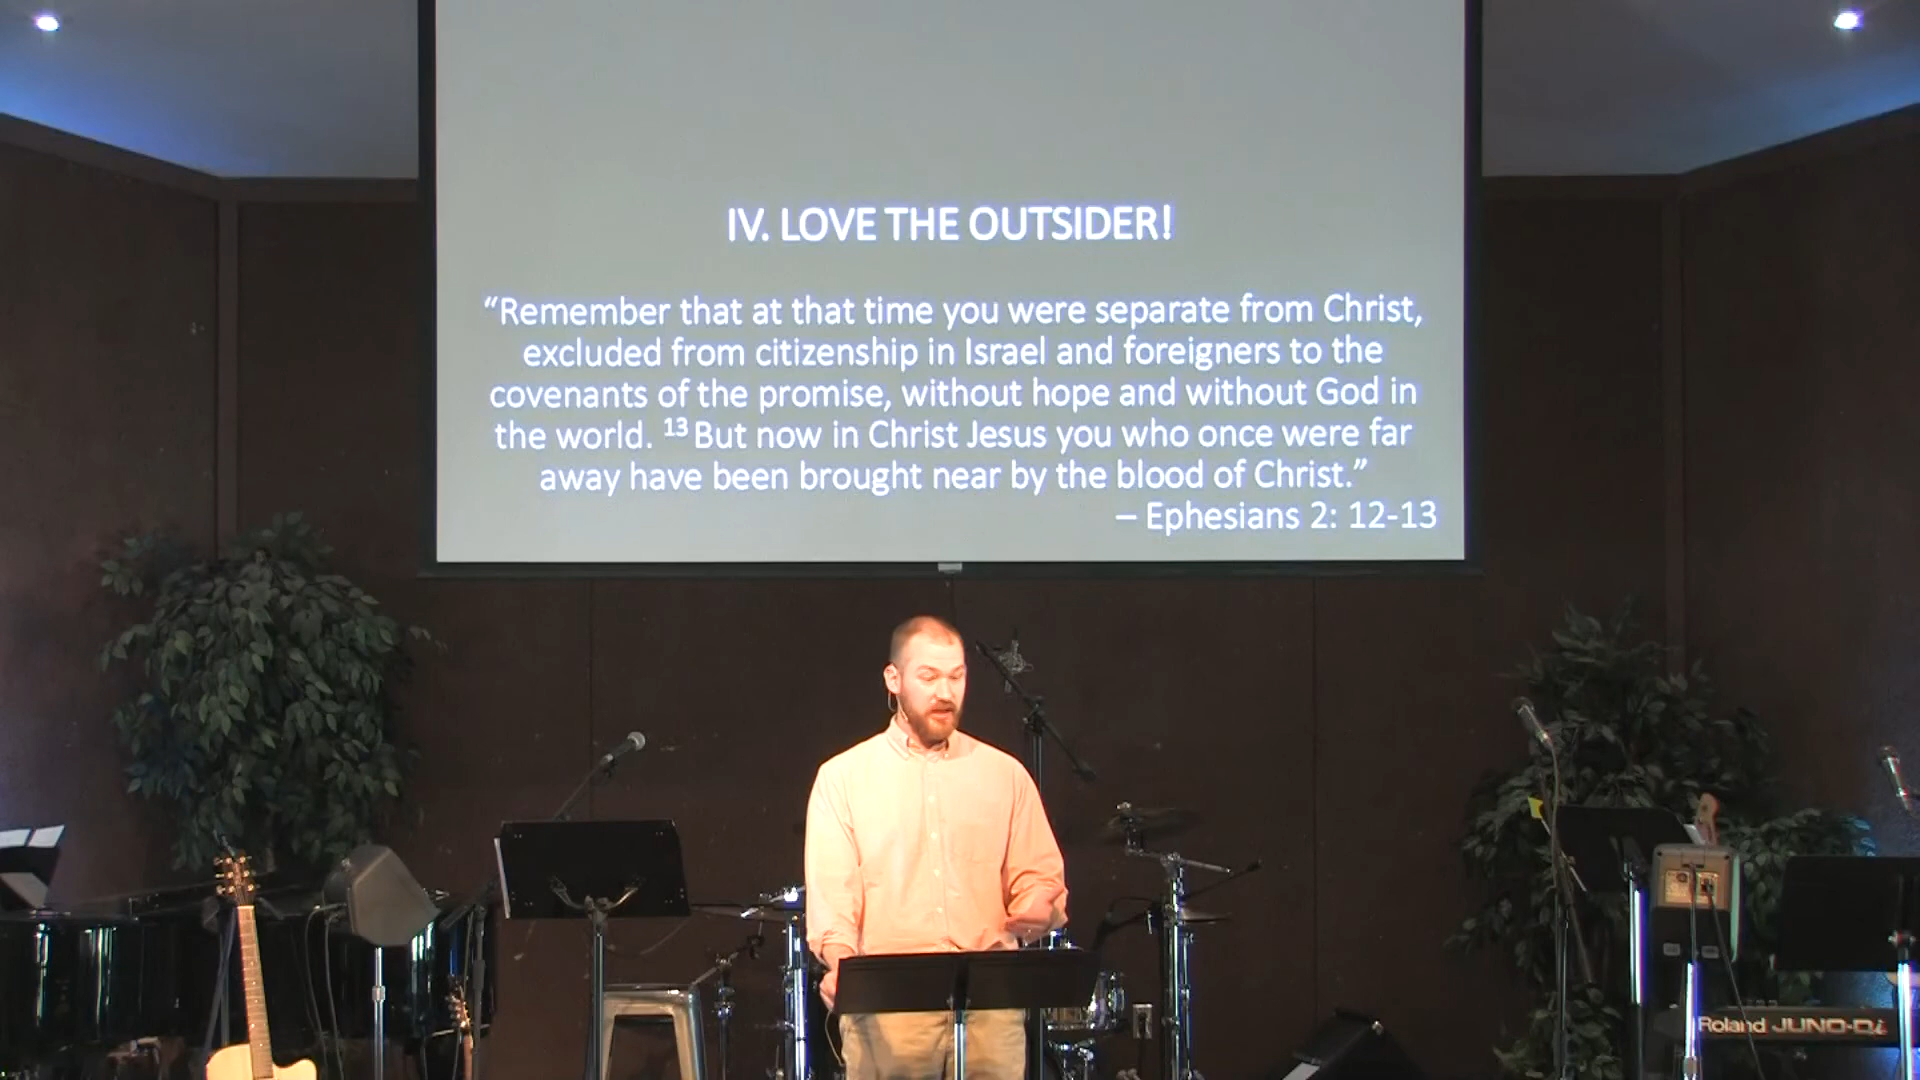 IV. LOVE THE OUTSIDER!
“Remember that at that time you were separate from Christ,
excluded from citizenship in Israel and foreigners to the
covenants of the promise, without hope and without God in
the world. ¹³ But now in Christ Jesus you who once were far
away have been brought near by the blood of Christ.”
– Ephesians 2: 12-13
Roland JUNO-Di